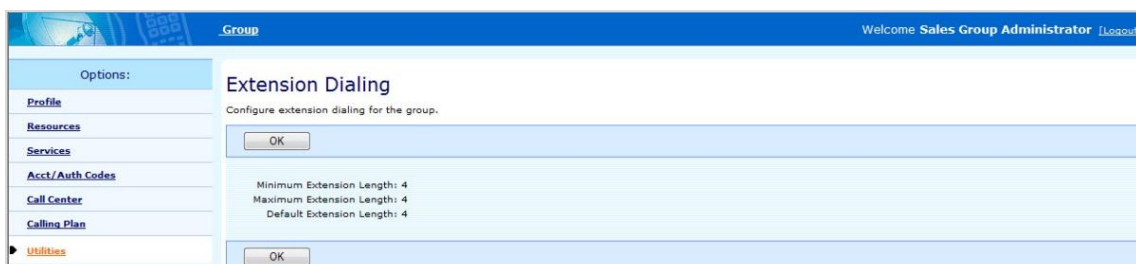 Group
Welcome Sales Group Administrator [Logout
Options:
Profile
Resources
Services
Acct/Auth Codes
Call Center
Calling Plan
Utilities
Extension Dialing
Configure extension dialing for the group.
OK
Minimum Extension Length: 4
Maximum Extension Length: 4
Default Extension Length: 4
OK